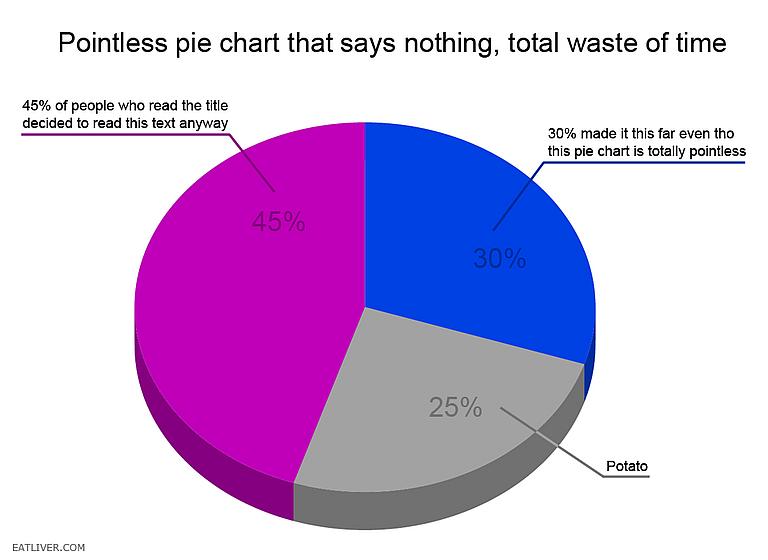 Pointless pie chart that says nothing, total waste of time
45% of people who read the title
decided to read this text anyway
30% made it this far even tho
this pie chart is totally pointless
45%
30%
25%
Potato
EATLIVER.COM